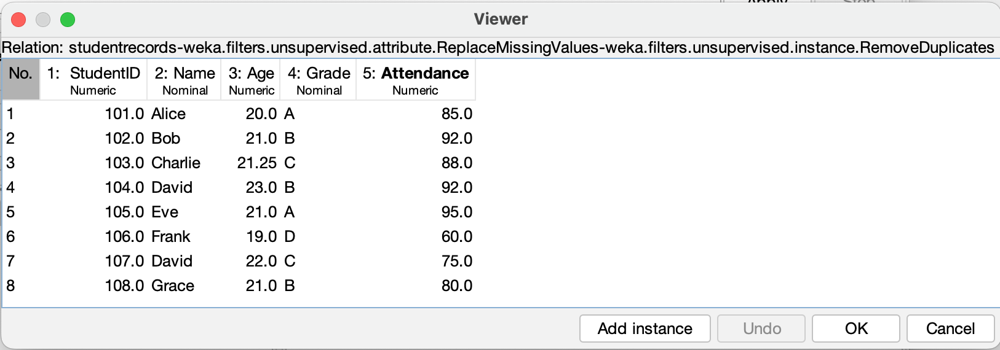 Apply Stop
Viewer
Relation: studentrecords-weka.filters.unsupervised.attribute.ReplaceMissingValues-weka.filters.unsupervised.instance.RemoveDuplicates
No. 1: StudentID 2: Name 3: Age 4: Grade 5: Attendance
Numeric Nominal Numeric Nominal Numeric
1 101.0 Alice 20.0 A 85.0
2 102.0 Bob 21.0 B 92.0
3 103.0 Charlie 21.25 C 88.0
4 104.0 David 23.0 B 92.0
5 105.0 Eve 21.0 A 95.0
6 106.0 Frank 19.0 D 60.0
7 107.0 David 22.0 C 75.0
8 108.0 Grace 21.0 B 80.0
Add instance Undo OK Cancel